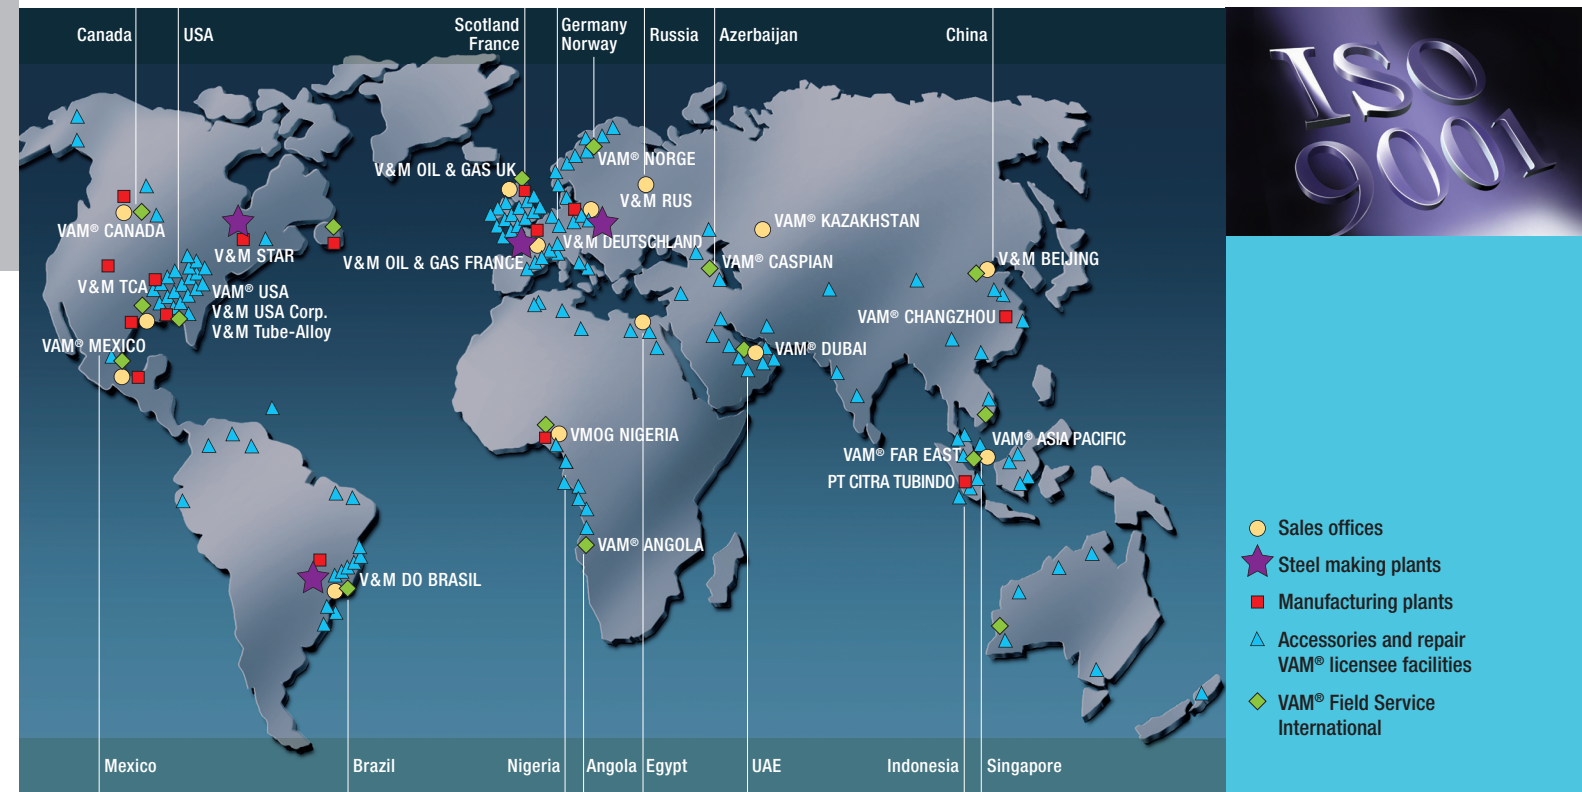 Canada
USA
Scotland
France
Germany
Norway
Russia
Azerbaijan
China
ISO
9001
VAM® NORGE
V&M OIL & GAS UK
V&M RUS
VAM® KAZAKHSTAN
VAM® CANADA
V&M STAR
V&M DEUTSCHLAND
V&M OIL & GAS FRANCE
VAM® CASPIAN
V&M BEIJING
V&M TCA
VAM® USA
V&M USA Corp.
V&M Tube-Alloy
VAM® CHANGZHOU
VAM® MEXICO
VAM® DUBAI
VMOG NIGERIA
VAM® ASIA PACIFIC
VAM® FAR EAST
PT CITRA TUBINDO
VAM® ANGOLA
V&M DO BRASIL
Sales offices
Steel making plants
Manufacturing plants
Accessories and repair
VAM® licensee facilities
VAM® Field Service
International
Mexico
Brazil
Nigeria
Angola
Egypt
UAE
Indonesia
Singapore